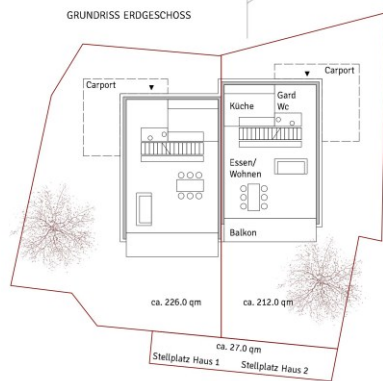 GRUNDRISS ERDGESCHOSS
Carport
Carport
Küche
Gard
Wc
Essen/
Wohnen
Balkon
ca. 226.0 qm
ca. 212.0 qm
ca. 27.0 qm
Stellplatz Haus 1
Stellplatz Haus 2